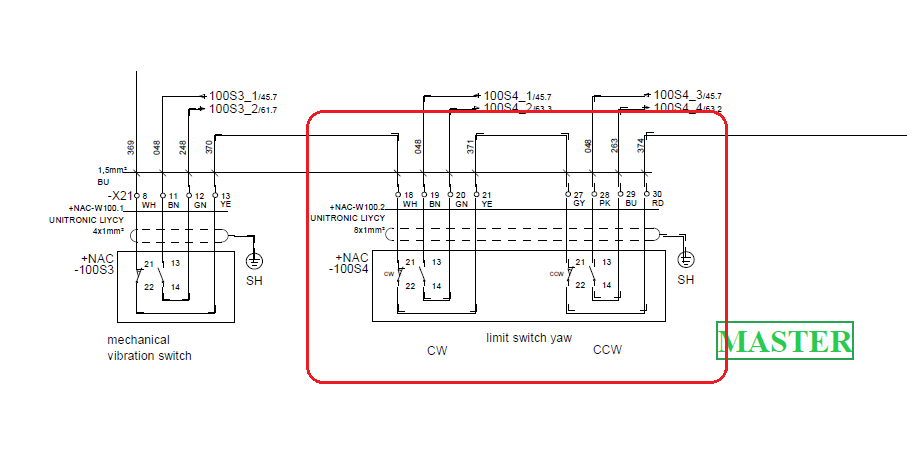 100S3_1/45.7
100S3_2/61.7
100S4_1/45.7
100S4_2/63.3
100S4_3/45.7
100S4_4/63.2
369
048
248
370
048
371
048
263
374
1,5mm²
BU
-X21 8 11 12 13 18 19 20 21 27 28 29 30
WH BN GN YE WH BN GN YE GY PK BU RD
+NAC-W100.1
UNITRONIC LIYCY
4x1mm²
+NAC-W100.2
UNITRONIC LIYCY
8x1mm²
+NAC
-100S3
21 13
22 14
SH
+NAC
-100S4
CW
21 13
22 14
CCW
21 13
22 14
SH
mechanical
vibration switch
limit switch yaw
CW
CCW
MASTER